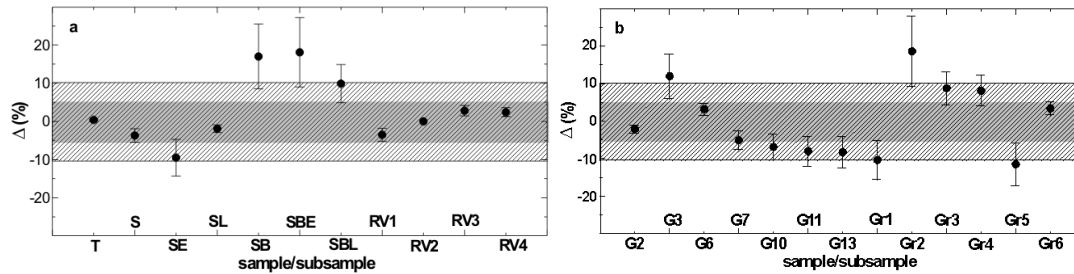 a
20
10
0
-10
-20
Δ (%)
S SL SBE RV1 RV3
T SE SB SBL RV2 RV4
sample/subsample
b
20
10
0
-10
-20
Δ (%)
G3 G7 G11 Gr1 Gr3 Gr5
G2 G6 G10 G13 Gr2 Gr4 Gr6
sample/subsample